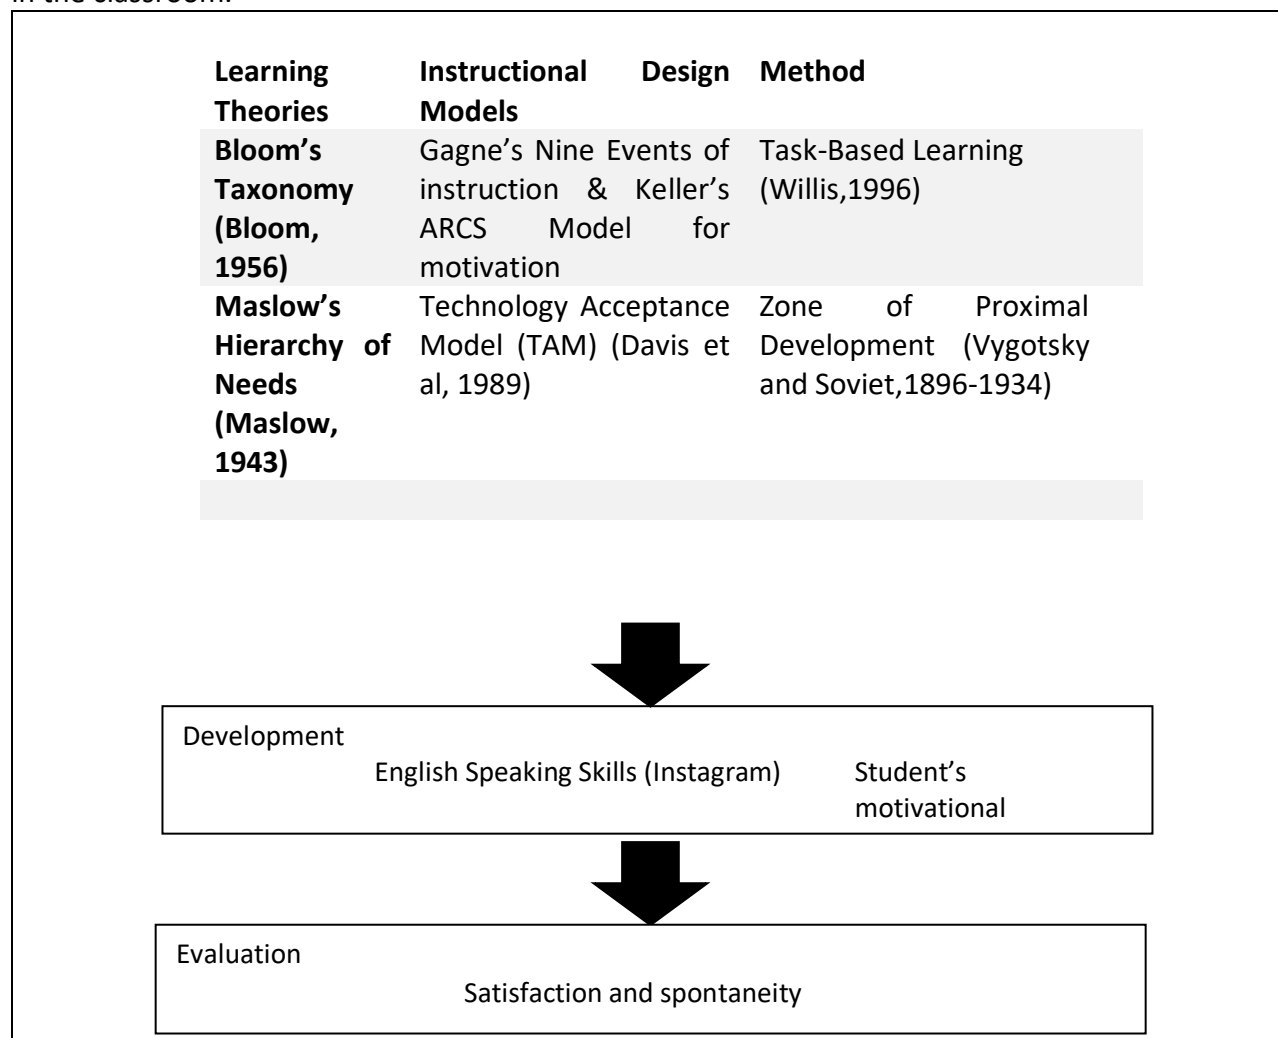 in the classroom.
Learning Theories
Instructional Design Models
Method
Bloom’s Taxonomy (Bloom, 1956)
Gagne’s Nine Events of instruction & Keller’s ARCS Model for motivation
Task-Based Learning (Willis,1996)
Maslow’s Hierarchy of Needs (Maslow, 1943)
Technology Acceptance Model (TAM) (Davis et al, 1989)
Zone of Proximal Development (Vygotsky and Soviet,1896-1934)
Development
English Speaking Skills (Instagram)
Student’s motivational
Evaluation
Satisfaction and spontaneity